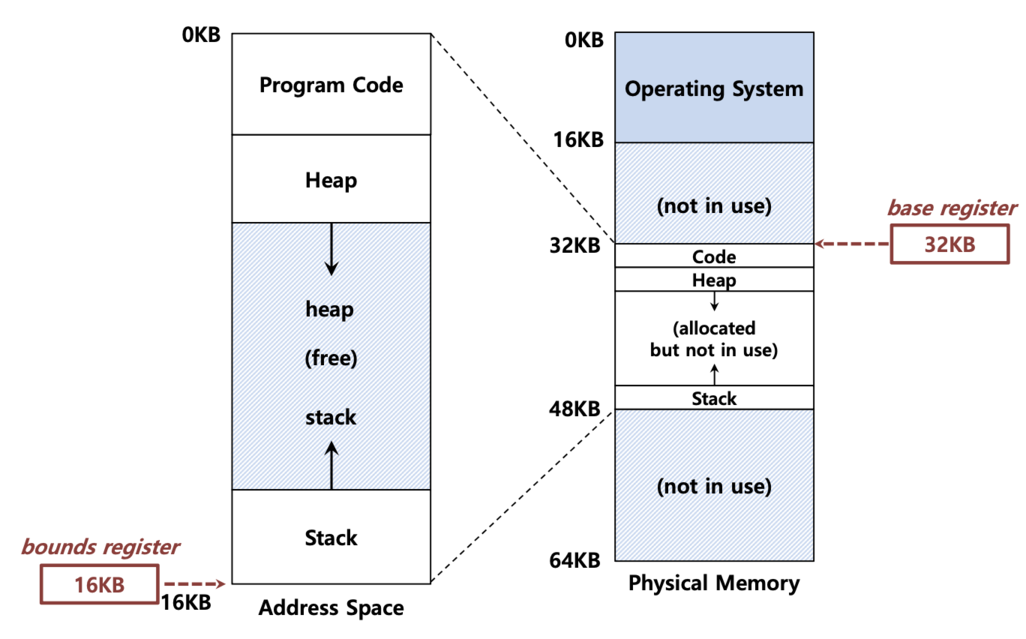 0KB
Program Code
Heap
heap
(free)
stack
Stack
bounds register
16KB
16KB
Address Space
0KB
Operating System
16KB
(not in use)
32KB
Code
Heap
(allocated
but not in use)
Stack
48KB
(not in use)
64KB
Physical Memory
base register
32KB